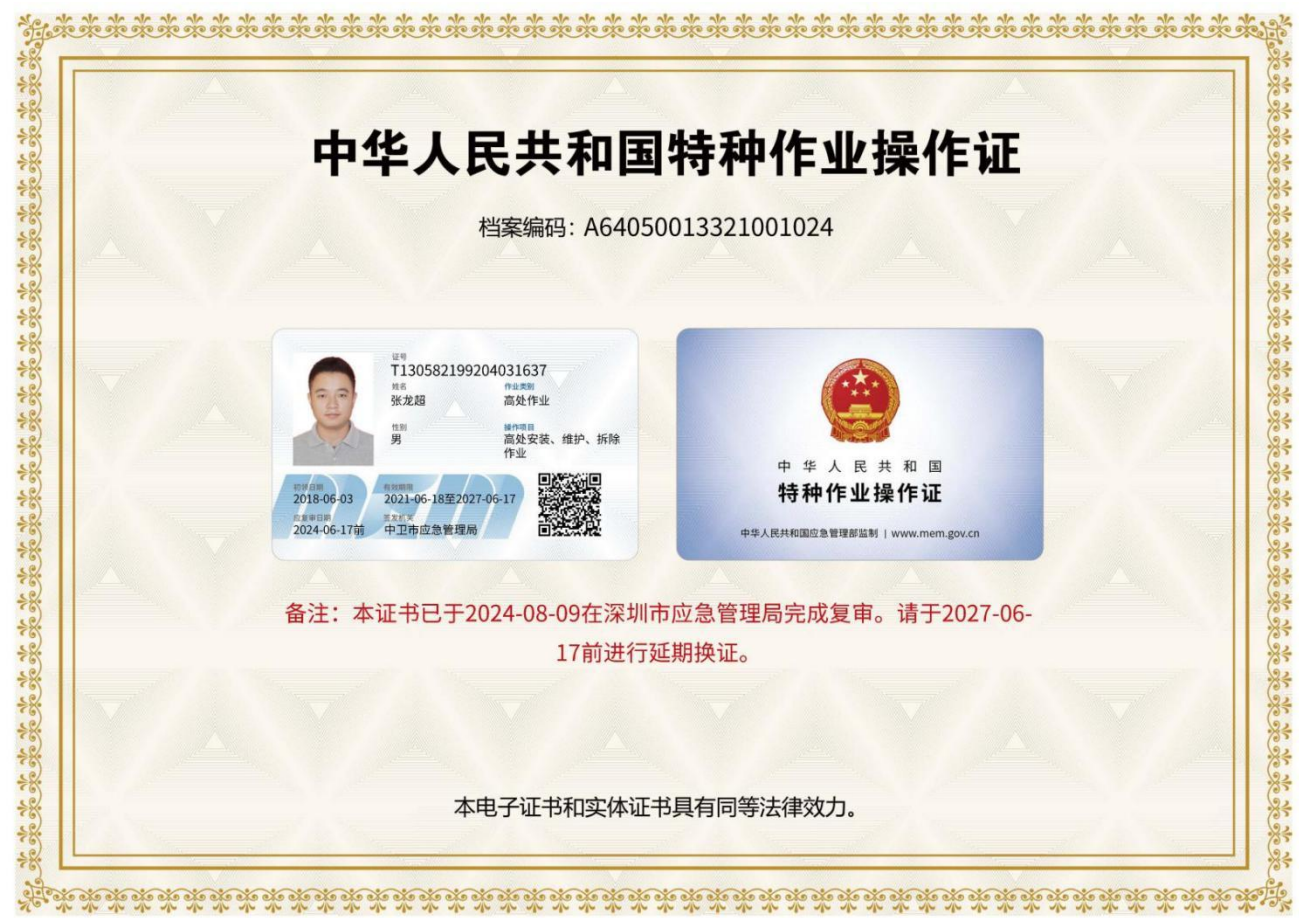 中华人民共和国特种作业操作证
档案编码：A64050013321001024
证号
T130582199204031637
姓名
张龙超
作业类别
高处作业
性别
男
操作项目
高处安装、维护、拆除
作业
初领日期
2018-06-03
有效期限
2021-06-18至2027-06-17
应复审日期
2024-06-17前
签发机关
中卫市应急管理局
中华人民共和国
特种作业操作证
中华人民共和国应急管理部监制 | www.mem.gov.cn
备注：本证书已于2024-08-09在深圳市应急管理局完成复审。请于2027-06-
17前进行延期换证。
本电子证书和实体证书具有同等法律效力。